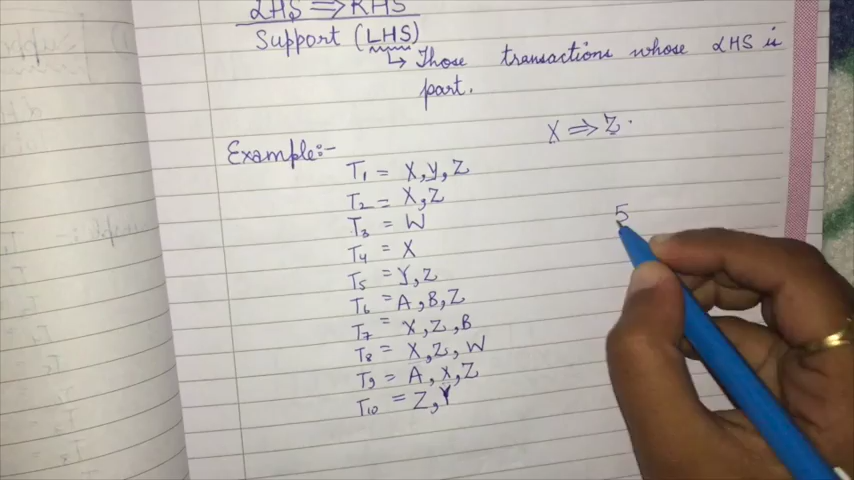 LHS ⇒ RHS
Support (LHS)
↳ Those transactions whose LHS is
part.
X ⇒ Z.
Example:-
T1 = X, Y, Z
T2 = X, Z
T3 = W
T4 = X
T5 = Y, Z
T6 = A, B, Z
T7 = X, Z, B
T8 = X, Z, W
T9 = A, X, Z
T10 = Z, Y
5